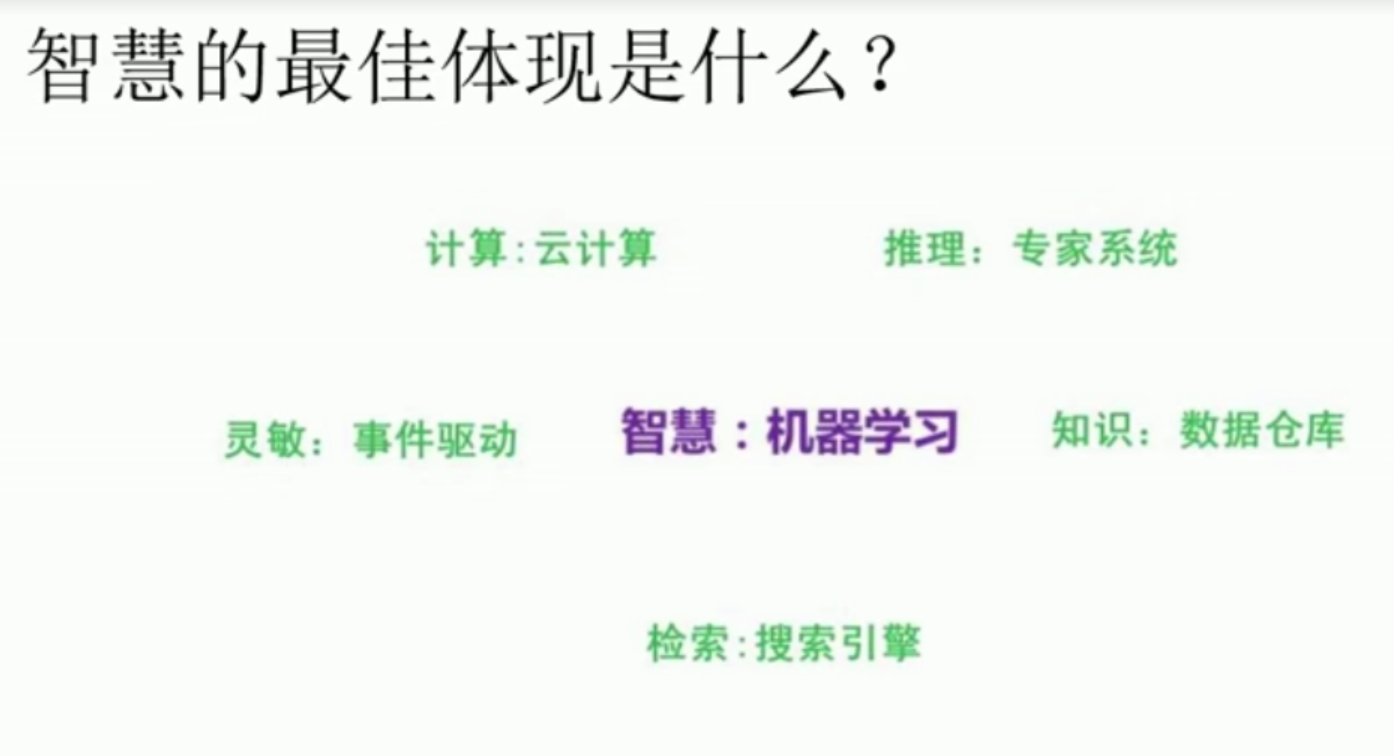 智慧的最佳体现是什么？
计算:云计算
推理：专家系统
灵敏：事件驱动
智慧：机器学习
知识：数据仓库
检索:搜索引擎